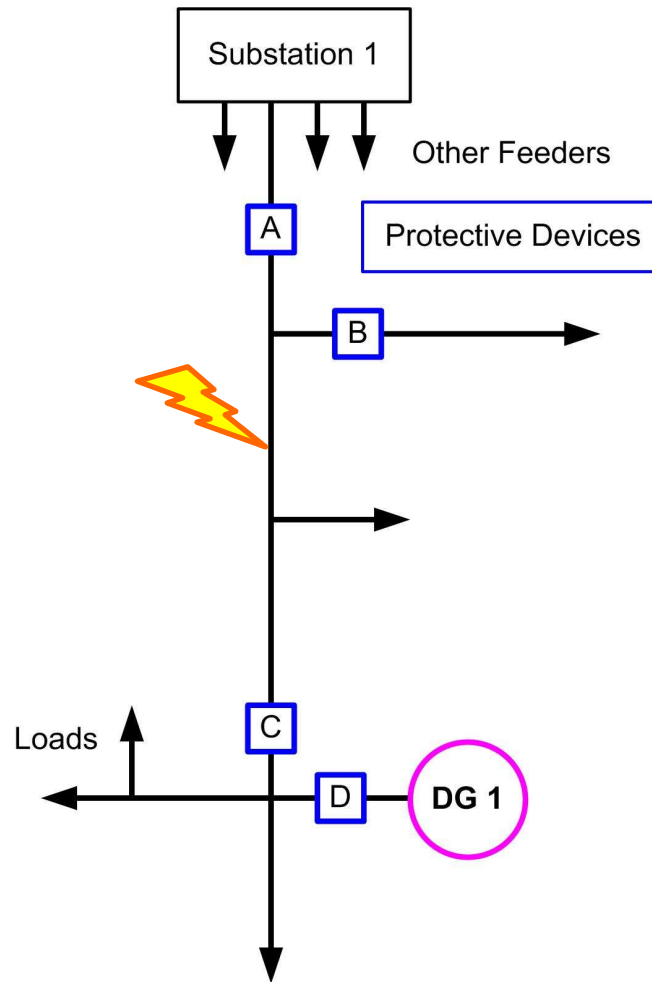 Substation 1
Other Feeders
A
Protective Devices
B
C
Loads
D
DG 1